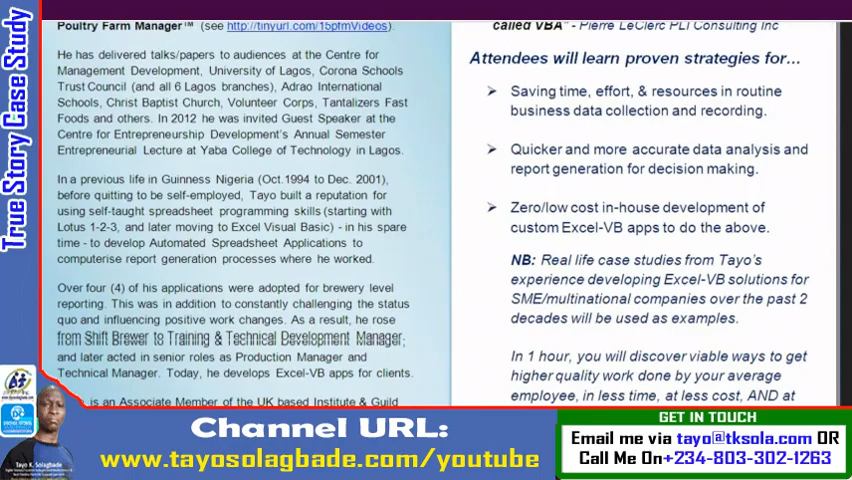 True Story Case Study
Poultry Farm Manager™ (see http://tinyurl.com/15pfmVideos).
He has delivered talks/papers to audiences at the Centre for
Management Development, University of Lagos, Corona Schools
Trust Council (and all 6 Lagos branches), Adrao International
Schools, Christ Baptist Church, Volunteer Corps, Tantalizers Fast
Foods and others. In 2012 he was invited Guest Speaker at the
Centre for Entrepreneurship Development's Annual Semester
Entrepreneurial Lecture at Yaba College of Technology in Lagos.
In a previous life in Guinness Nigeria (Oct.1994 to Dec. 2001),
before quitting to be self-employed, Tayo built a reputation for
using self-taught spreadsheet programming skills (starting with
Lotus 1-2-3, and later moving to Excel Visual Basic) - in his spare
time - to develop Automated Spreadsheet Applications to
computerise report generation processes where he worked.
Over four (4) of his applications were adopted for brewery level
reporting. This was in addition to constantly challenging the status
quo and influencing positive work changes. As a result, he rose
from Shift Brewer to Training & Technical Development Manager;
and later acted in senior roles as Production Manager and
Technical Manager. Today, he develops Excel-VB apps for clients.
is an Associate Member of the UK based Institute & Guild
called VBA" - Pierre LeClerc PLI Consulting Inc
Attendees will learn proven strategies for…
➢ Saving time, effort, & resources in routine
business data collection and recording.
➢ Quicker and more accurate data analysis and
report generation for decision making.
➢ Zero/low cost in-house development of
custom Excel-VB apps to do the above.
NB: Real life case studies from Tayo's
experience developing Excel-VB solutions for
SME/multinational companies over the past 2
decades will be used as examples.
In 1 hour, you will discover viable ways to get
higher quality work done by your average
employee, in less time, at less cost, AND at
Tayo K. Solagbade
Channel URL:
www.tayosolagbade.com/youtube
GET IN TOUCH
Email me via tayo@tksola.com OR
Call Me On+234-803-302-1263